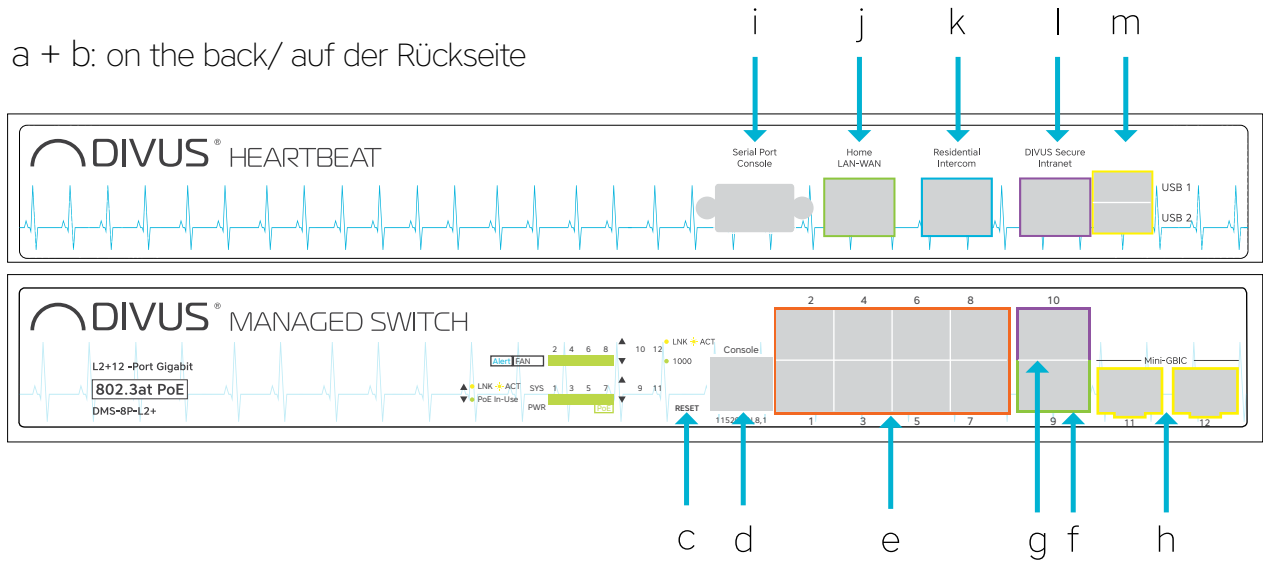 i j k l m
a + b: on the back/ auf der Rückseite
DIVUS® HEARTBEAT
Serial Port
Console
Home
LAN-WAN
Residential
Intercom
DIVUS Secure
Intranet
USB 1
USB 2
DIVUS® MANAGED SWITCH
L2+12 -Port Gigabit
802.3at PoE
DMS-8P-L2+
Alert FAN
2 4 6 8 10 12
LNK ACT
1000
LNK ACT
PoE In-Use
SYS 1 3 5 7 9 11
PWR
PoE
RESET
Console
2 4 6 8 10
Mini-GBIC
1 3 5 7 9 11 12
c d e g f h